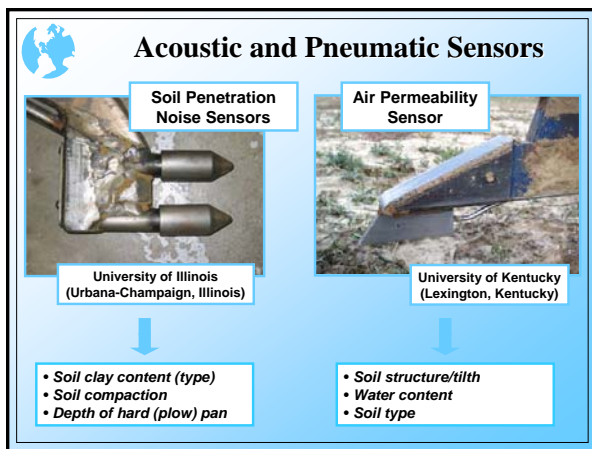 Acoustic and Pneumatic Sensors
Soil Penetration
Noise Sensors
University of Illinois
(Urbana-Champaign, Illinois)
• Soil clay content (type)
• Soil compaction
• Depth of hard (plow) pan
Air Permeability
Sensor
University of Kentucky
(Lexington, Kentucky)
• Soil structure/tilth
• Water content
• Soil type